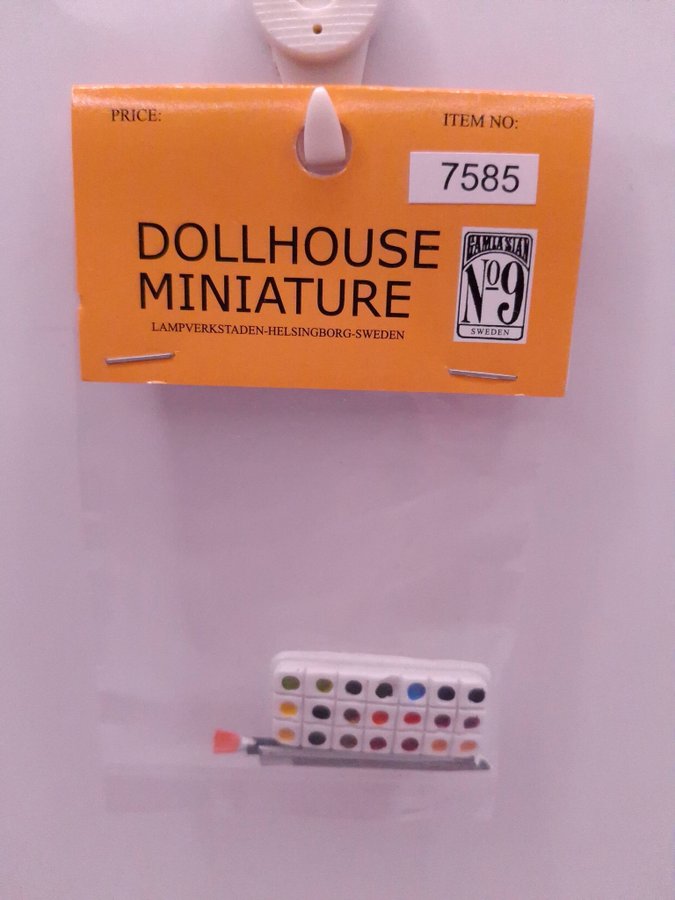 PRICE:
ITEM NO:
7585
DOLLHOUSE
MINIATURE
LAMPVERKSTADEN-HELSINGBORG-SWEDEN
GAMLA STAN
No9
SWEDEN